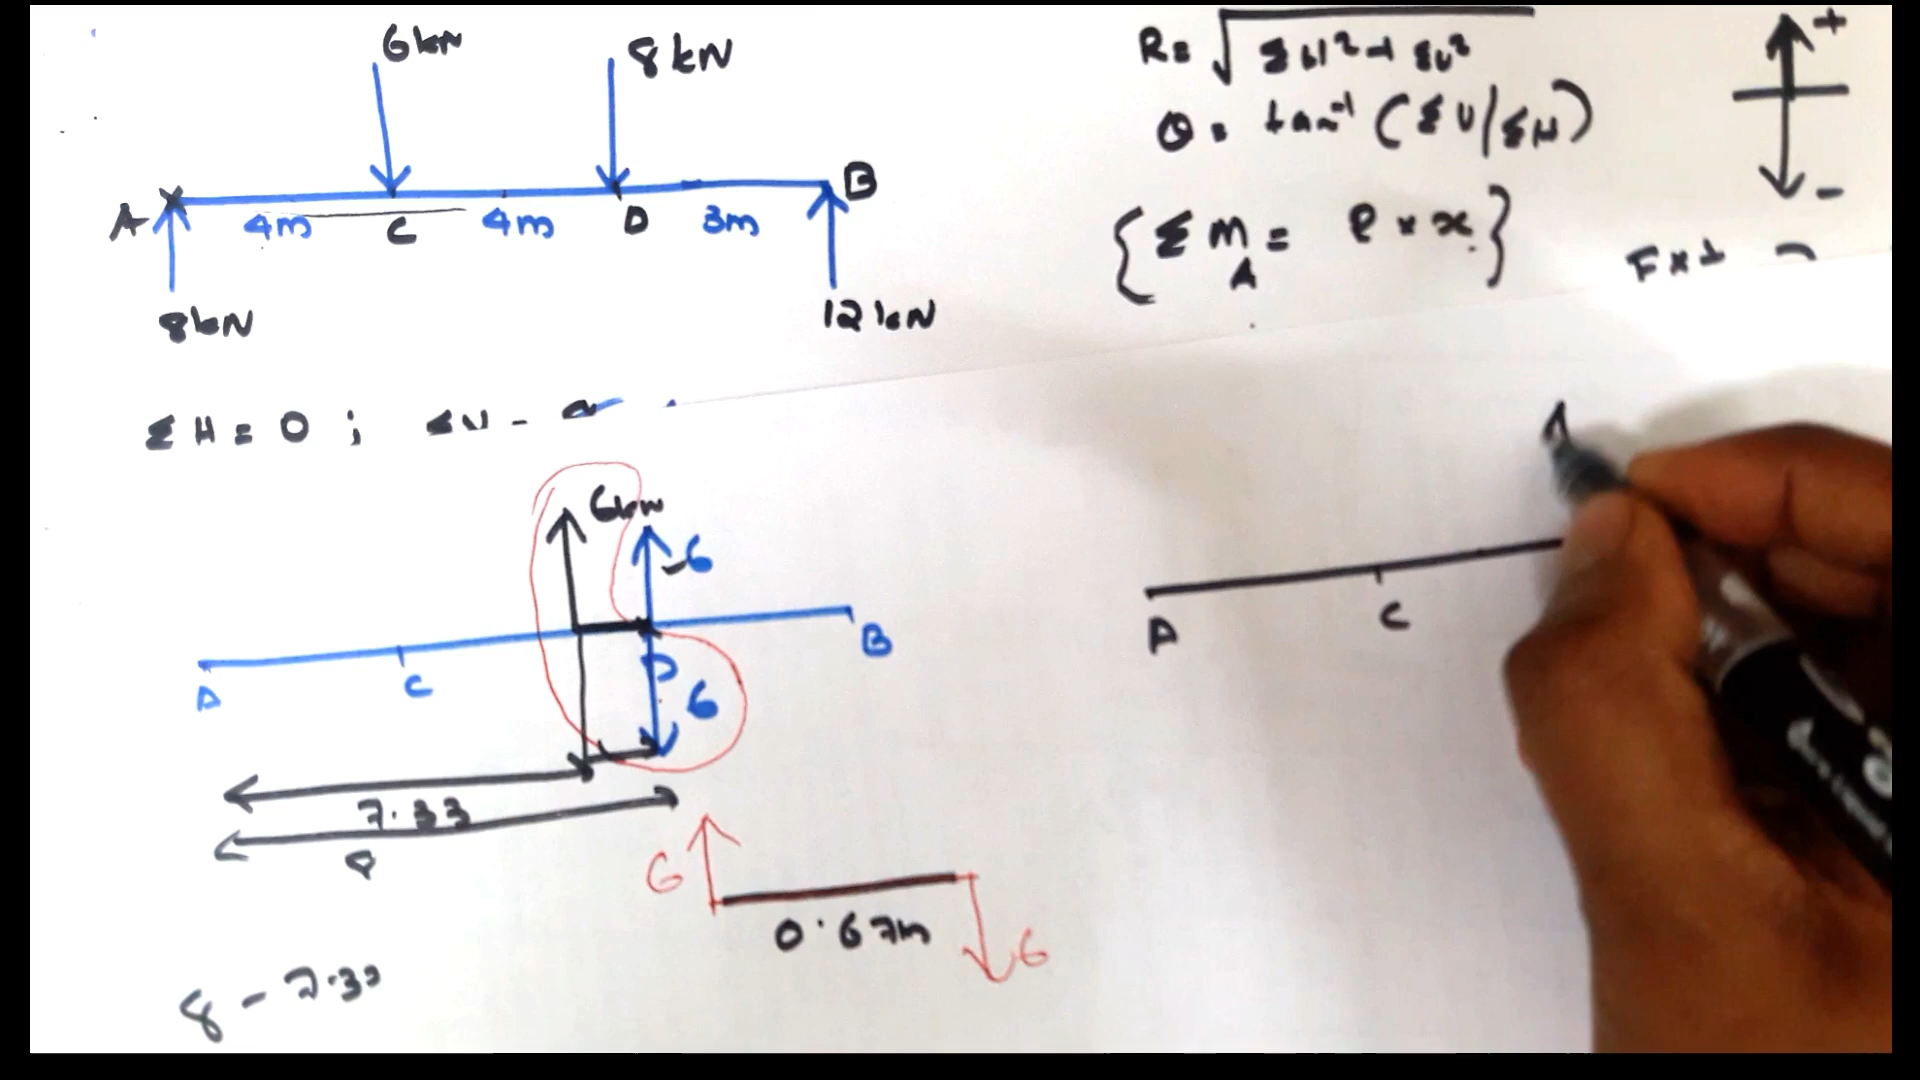 6kN 8kN
A 4m C 4m D 3m B
8kN 12kN
ΣH = 0 ;
6kN
6
A C D B
6
7.33
8
6 0.67m 6
8 - 7.33
R = √ΣH²+ΣV²
θ = tan⁻¹ (ΣV/ΣH)
{ΣM_A = R × x}
+
-
A C